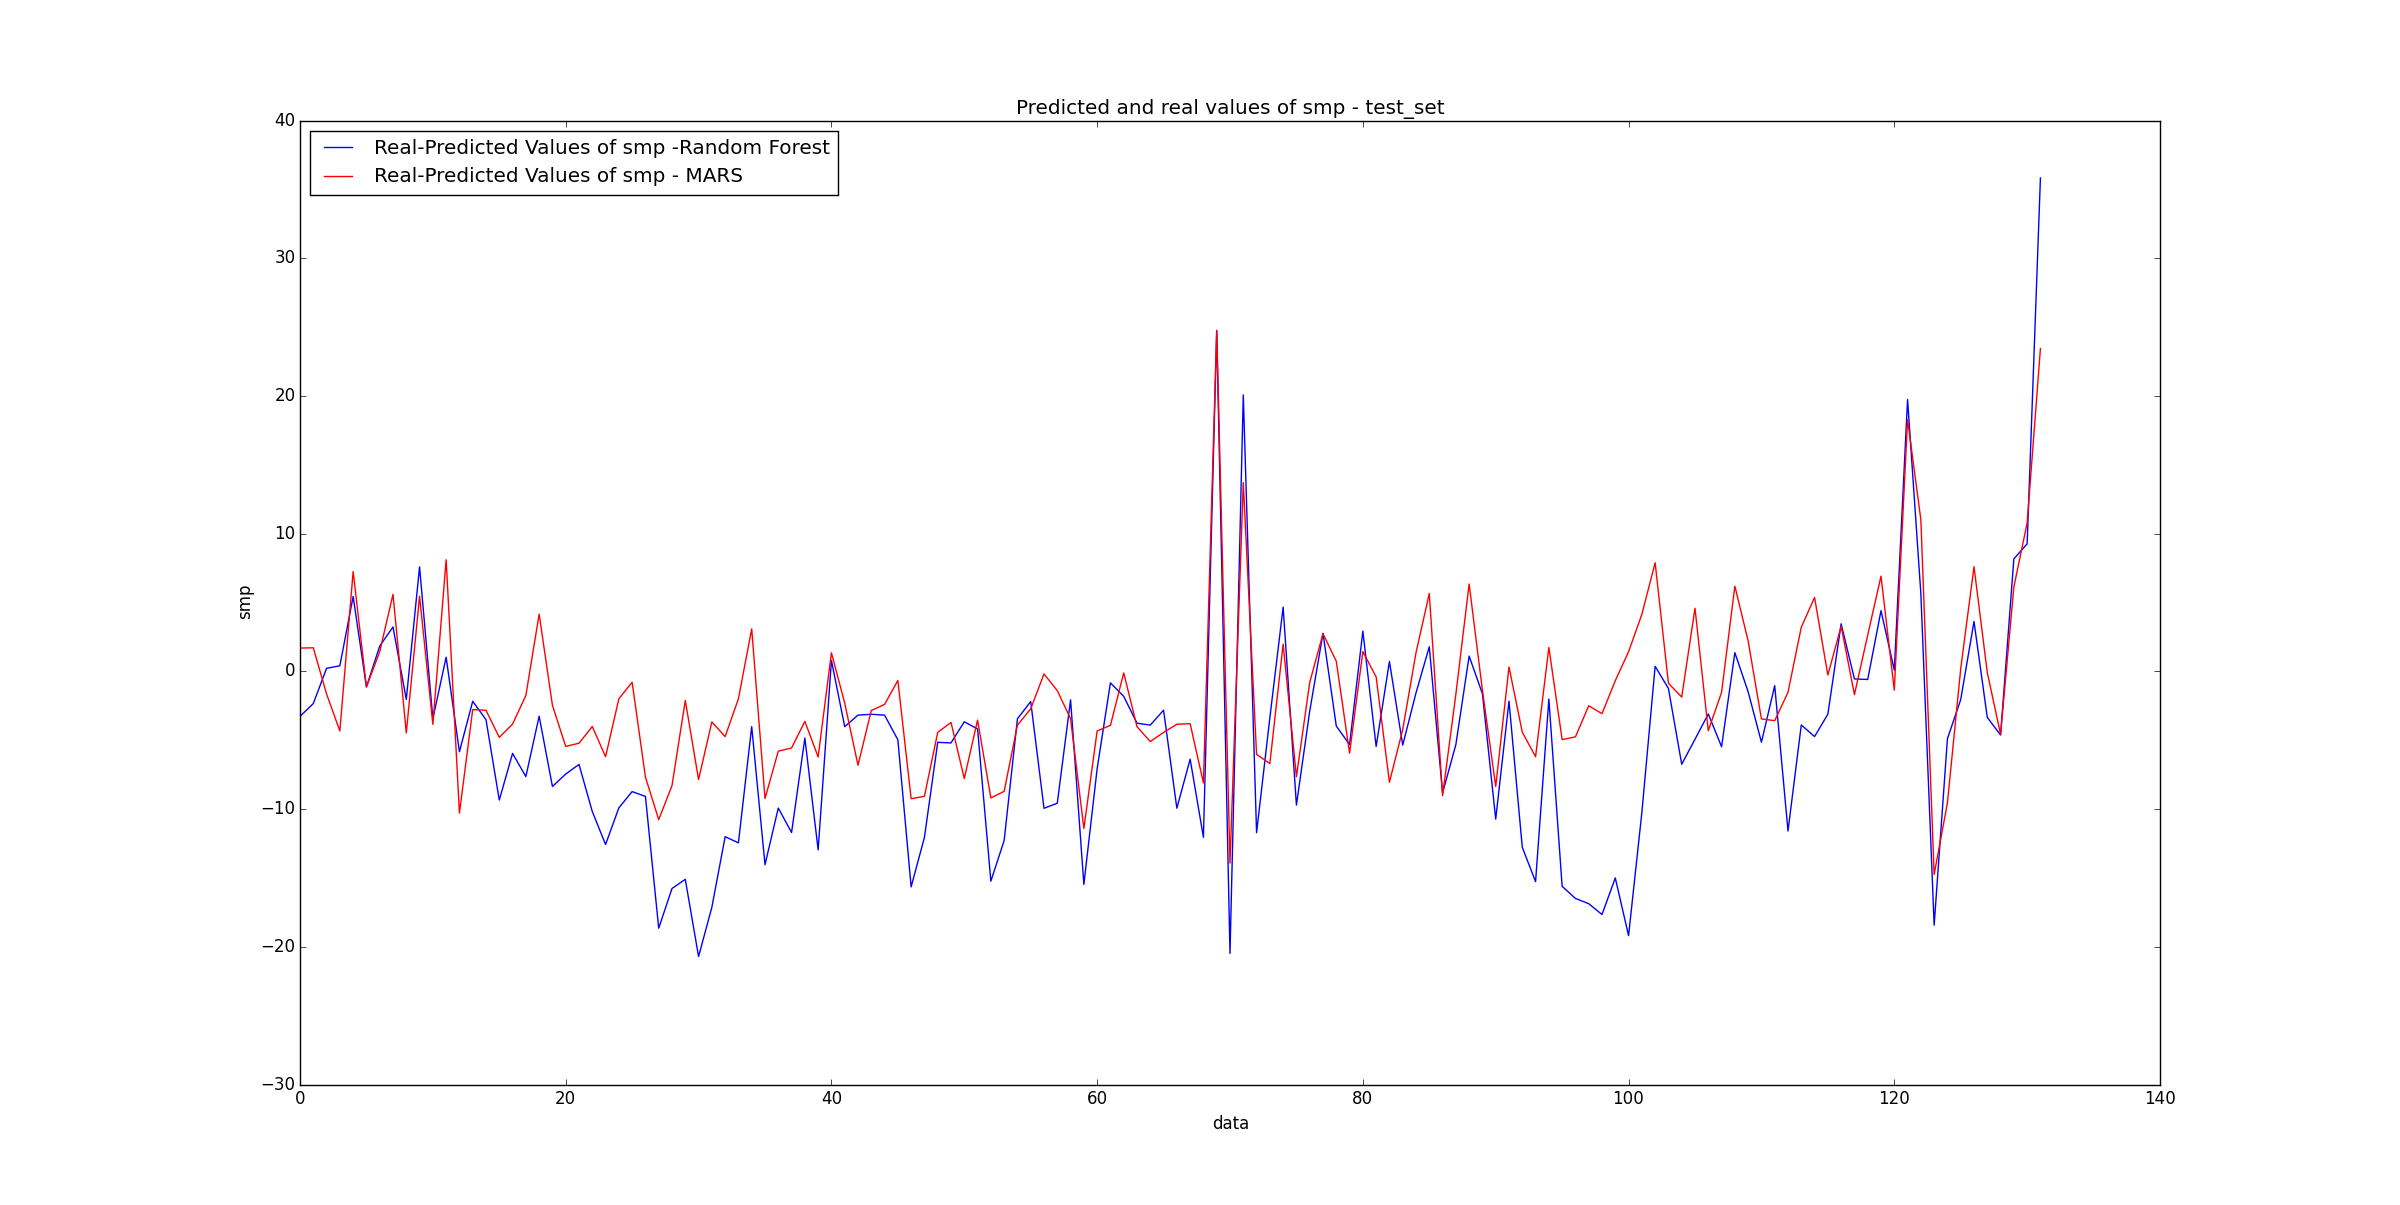 Predicted and real values of smp - test_set
Real-Predicted Values of smp -Random Forest
Real-Predicted Values of smp - MARS
40
30
20
10
0
−10
−20
−30
smp
0 20 40 60 80 100 120 140
data